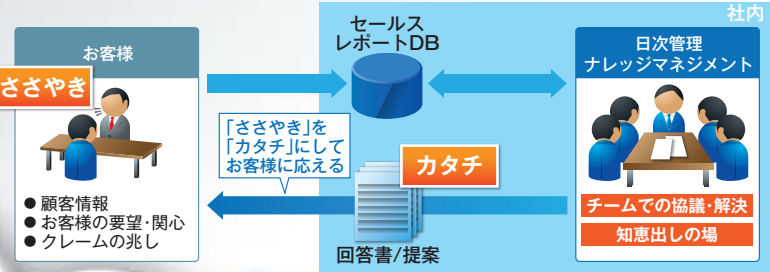 社内
お客様
ささやき
● 顧客情報
● お客様の要望・関心
● クレームの兆し
セールス
レポートDB
「ささやき」を
「カタチ」にして
お客様に応える
カタチ
回答書/提案
日次管理
ナレッジマネジメント
チームでの協議・解決
知恵出しの場